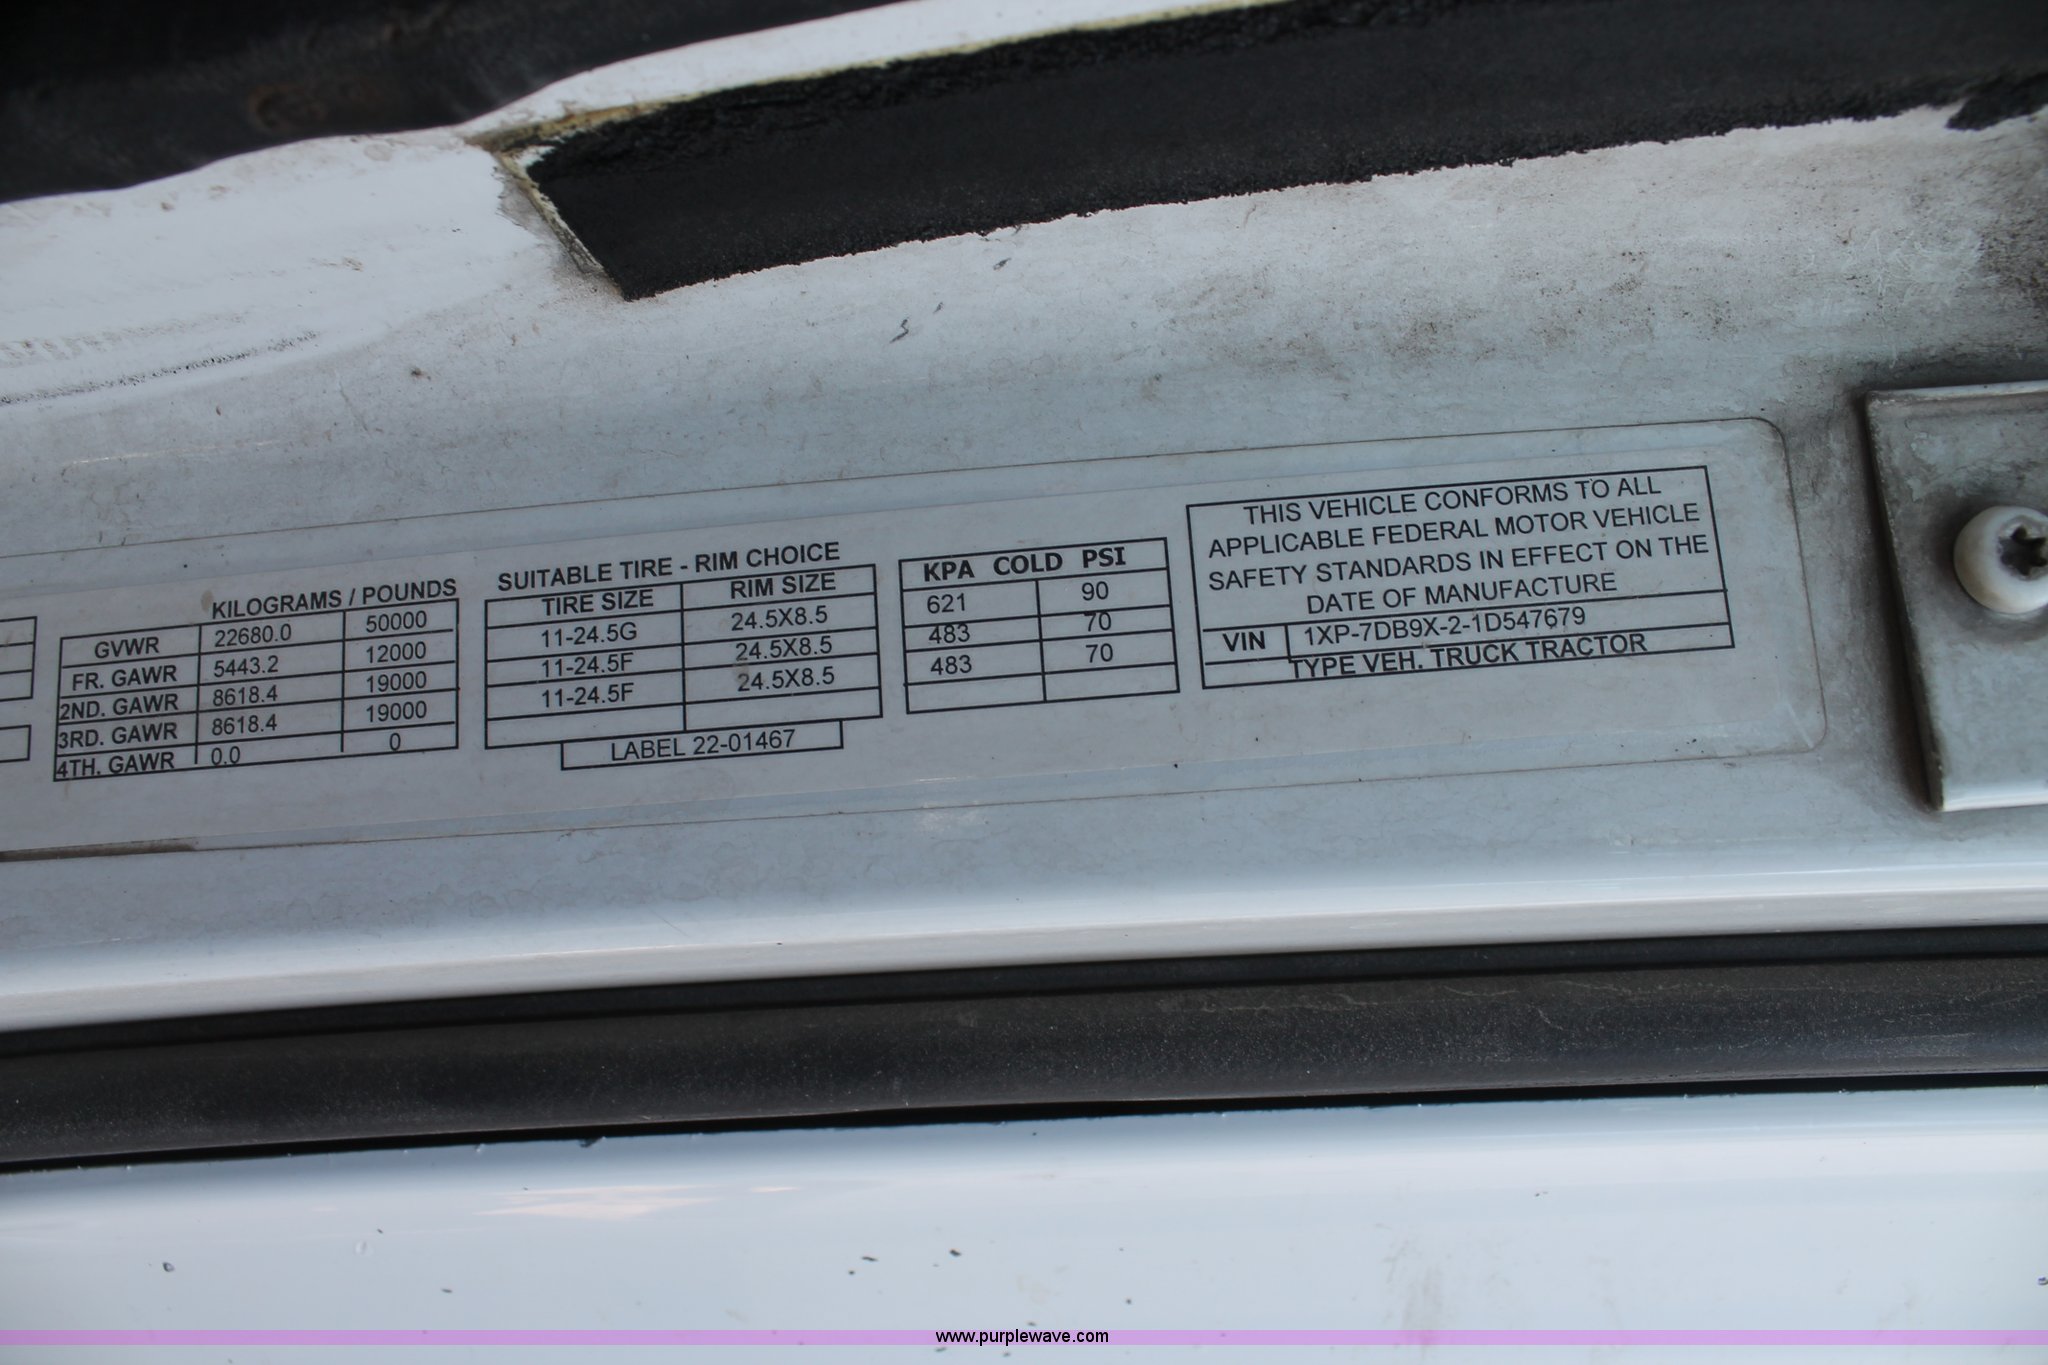 KILOGRAMS / POUNDS
GVWR 22680.0 50000
FR. GAWR 5443.2 12000
2ND. GAWR 8618.4 19000
3RD. GAWR 8618.4 19000
4TH. GAWR 0.0 0
SUITABLE TIRE - RIM CHOICE
TIRE SIZE RIM SIZE
11-24.5G 24.5X8.5
11-24.5F 24.5X8.5
11-24.5F 24.5X8.5
LABEL 22-01467
KPA COLD PSI
621 90
483 70
483 70
THIS VEHICLE CONFORMS TO ALL
APPLICABLE FEDERAL MOTOR VEHICLE
SAFETY STANDARDS IN EFFECT ON THE
DATE OF MANUFACTURE
VIN 1XP-7DB9X-2-1D547679
TYPE VEH. TRUCK TRACTOR
www.purplewave.com